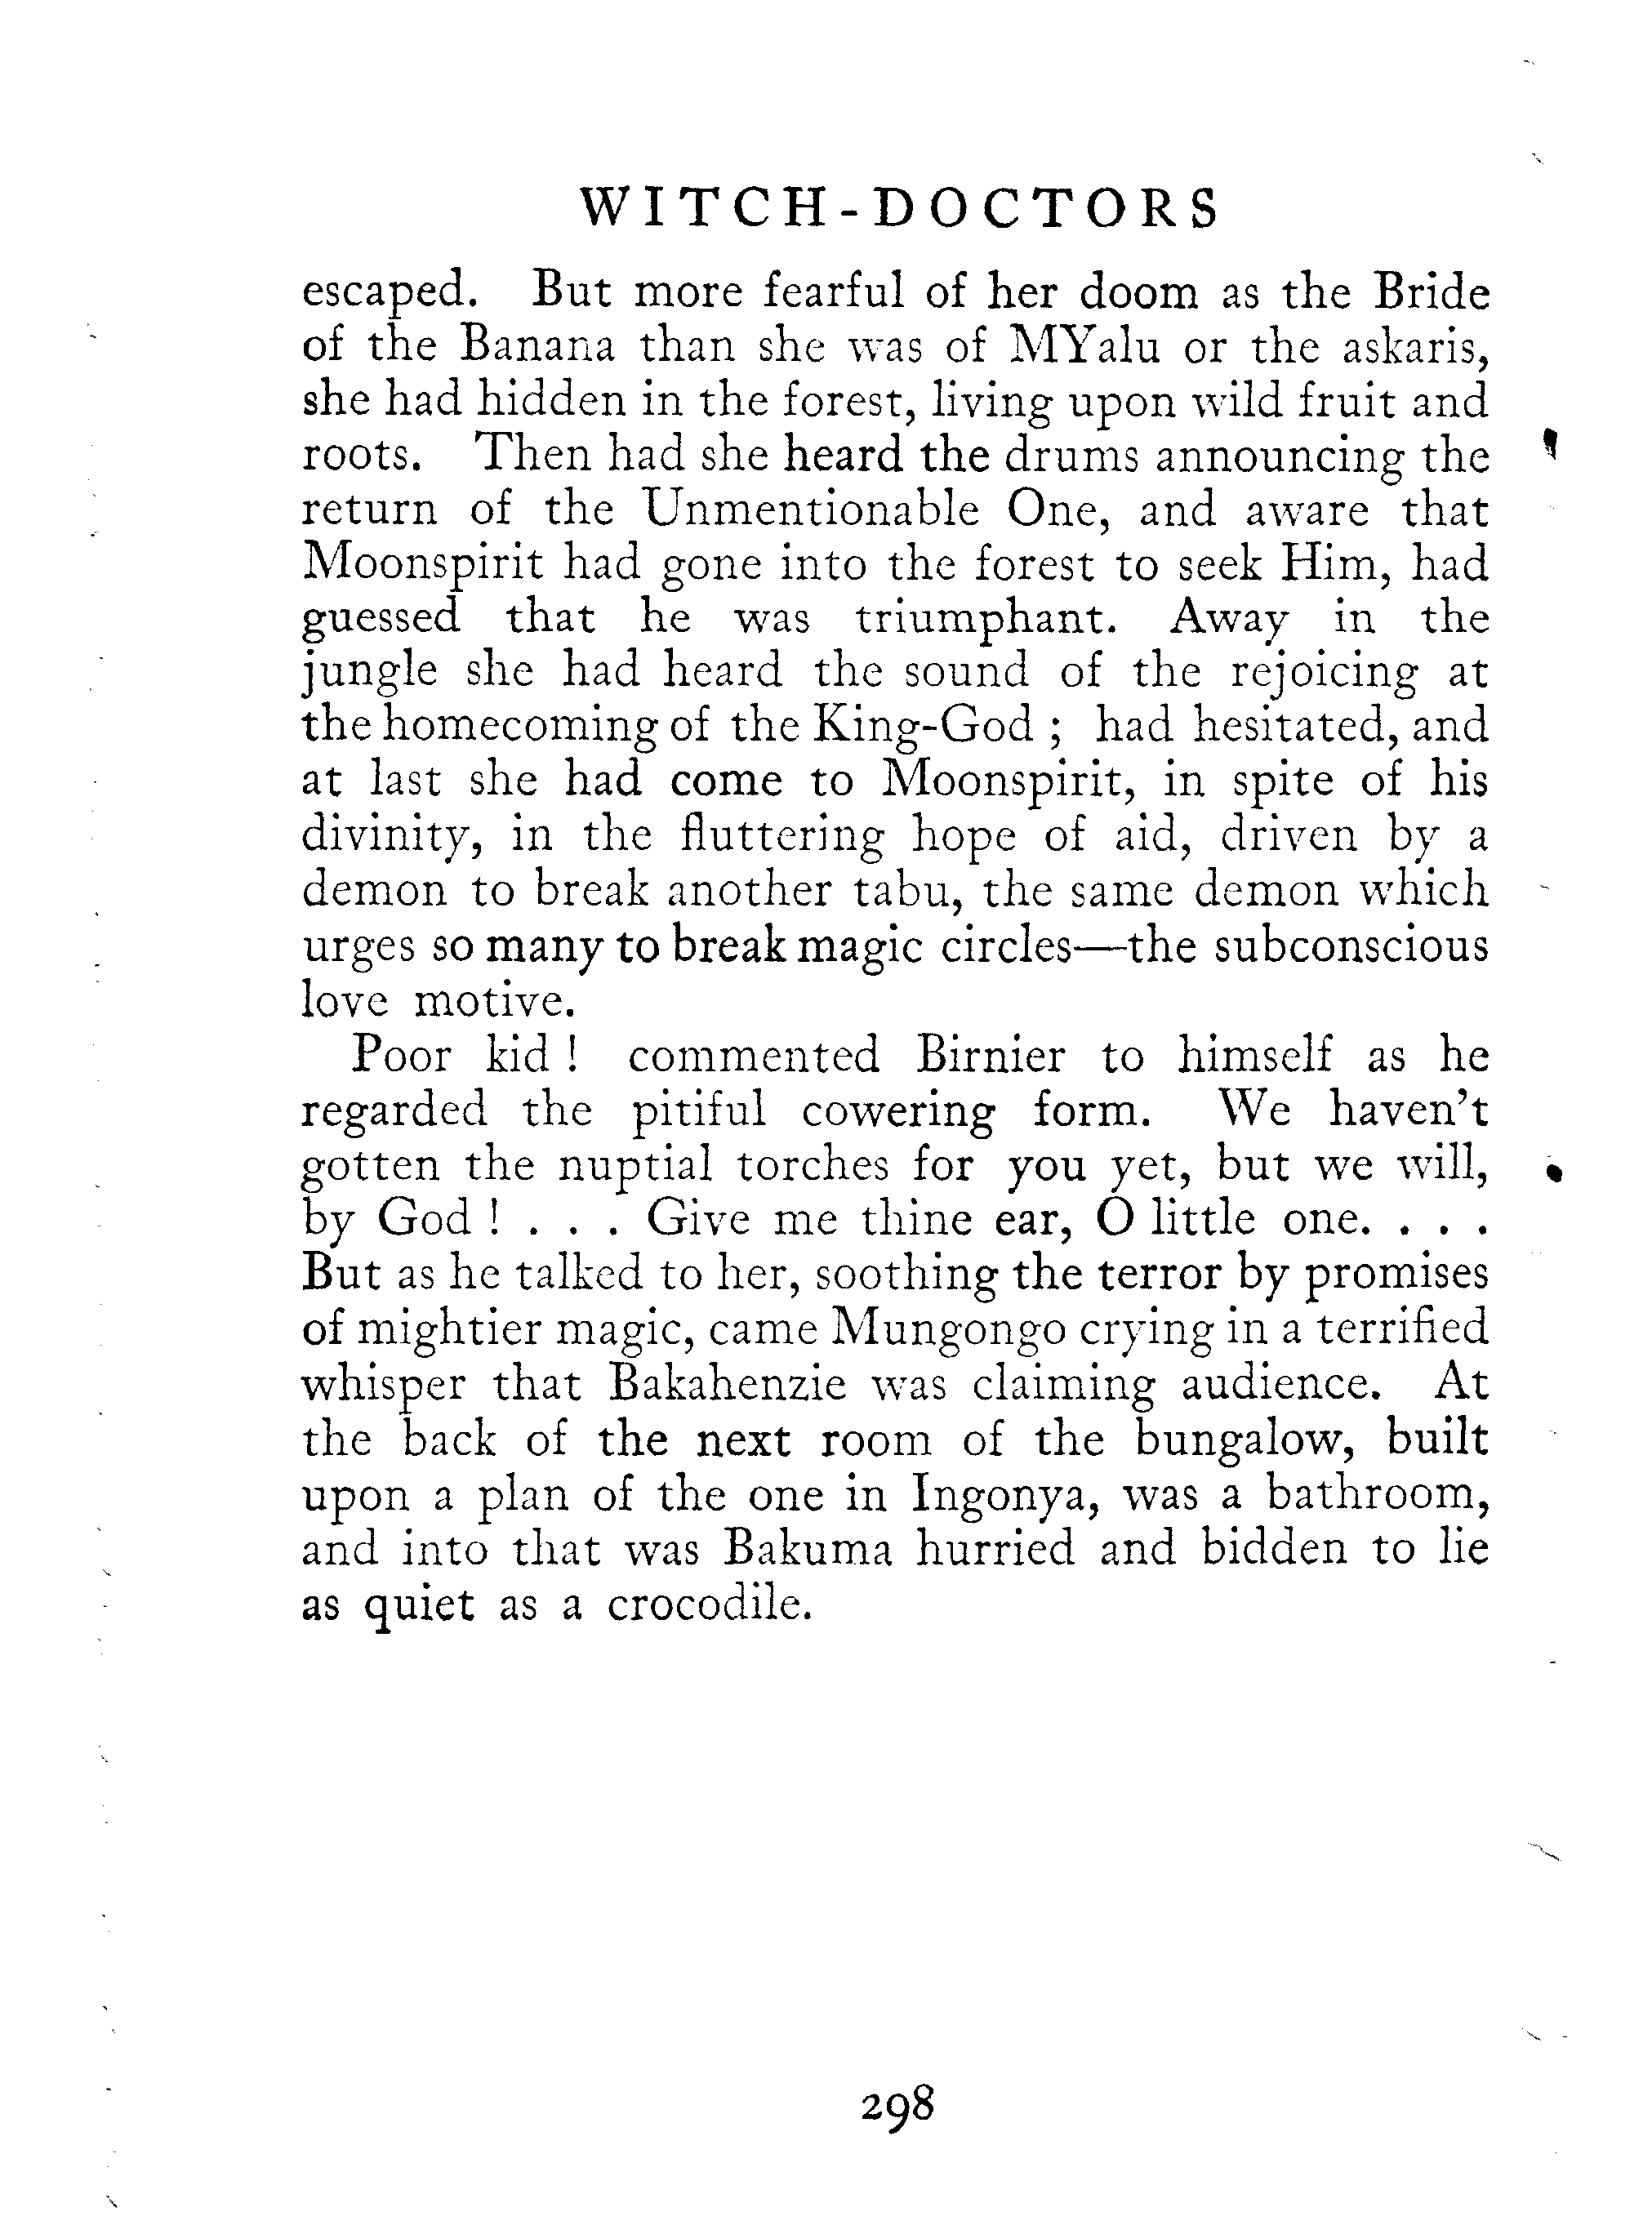 WITCH-DOCTORS
escaped. But more fearful of her doom as the Bride
of the Banana than she was of MYalu or the askaris,
she had hidden in the forest, living upon wild fruit and
roots. Then had she heard the drums announcing the
return of the Unmentionable One, and aware that
Moonspirit had gone into the forest to seek Him, had
guessed that he was triumphant. Away in the
jungle she had heard the sound of the rejoicing at
the homecoming of the King-God ; had hesitated, and
at last she had come to Moonspirit, in spite of his
divinity, in the fluttering hope of aid, driven by a
demon to break another tabu, the same demon which
urges so many to break magic circles—the subconscious
love motive.
Poor kid ! commented Birnier to himself as he
regarded the pitiful cowering form. We haven't
gotten the nuptial torches for you yet, but we will,
by God ! . . . Give me thine ear, O little one. . . .
But as he talked to her, soothing the terror by promises
of mightier magic, came Mungongo crying in a terrified
whisper that Bakahenzie was claiming audience. At
the back of the next room of the bungalow, built
upon a plan of the one in Ingonya, was a bathroom,
and into that was Bakuma hurried and bidden to lie
as quiet as a crocodile.
298